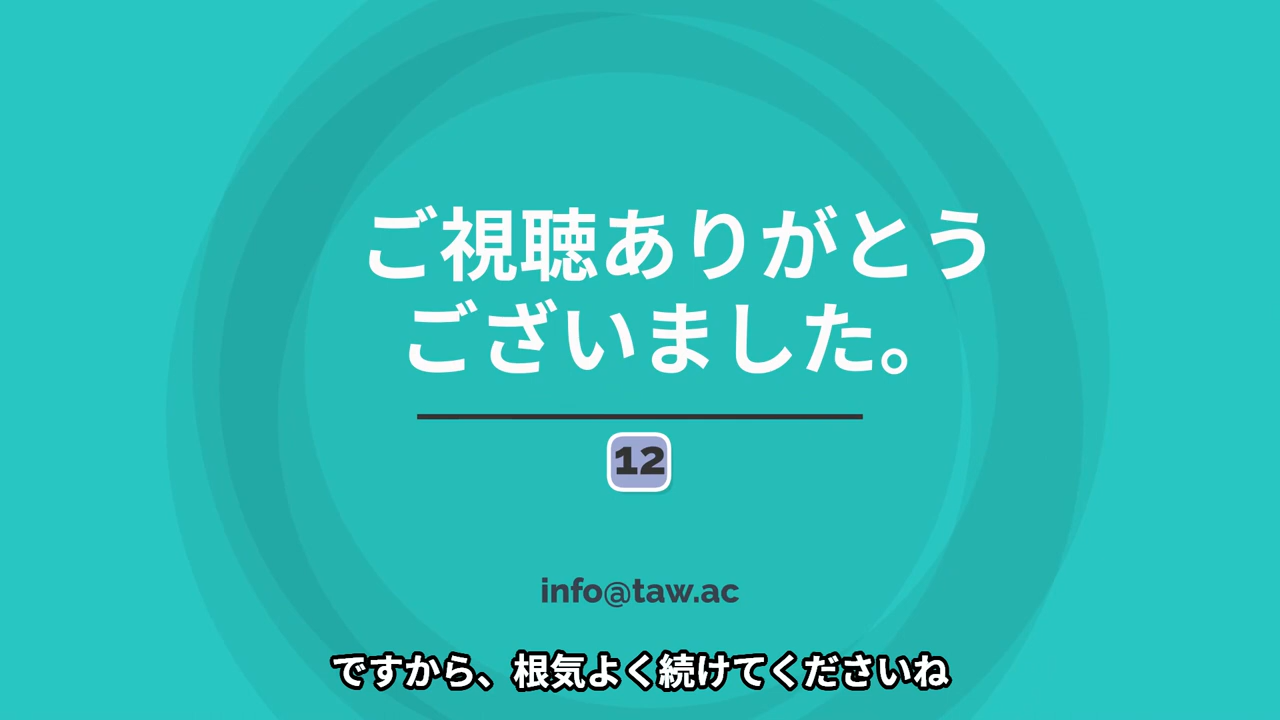 ご視聴ありがとう
ございました。
12
info@taw.ac
ですから、根気よく続けてくださいね